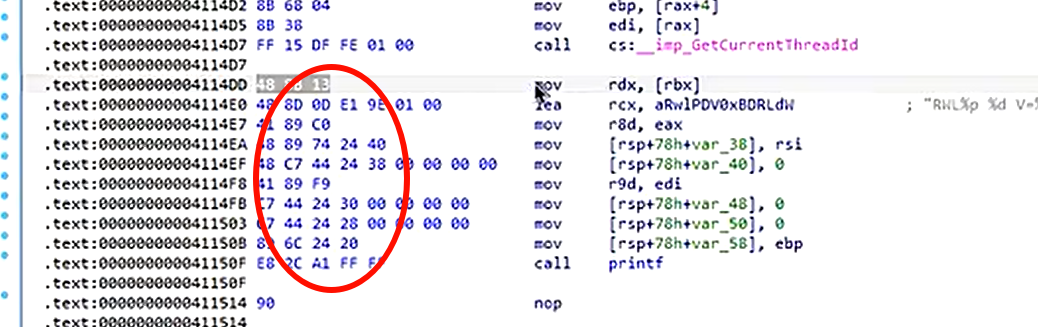 .text:00000000004114D2 8B 68 04 mov ebp, [rax+4]
.text:00000000004114D5 8B 38 mov edi, [rax]
.text:00000000004114D7 FF 15 DF FE 01 00 call cs:__imp_GetCurrentThreadId
.text:00000000004114D7
.text:00000000004114DD 48 8B 13 mov rdx, [rbx]
.text:00000000004114E0 48 8D 0D E1 9E 01 00 lea rcx, aRwlPDV0xBDRLdW ; "RWL%p %d V=%
.text:00000000004114E7 41 89 C0 mov r8d, eax
.text:00000000004114EA 48 89 74 24 40 mov [rsp+78h+var_38], rsi
.text:00000000004114EF 48 C7 44 24 38 00 00 00 00 mov [rsp+78h+var_40], 0
.text:00000000004114F8 41 89 F9 mov r9d, edi
.text:00000000004114FB C7 44 24 30 00 00 00 00 mov [rsp+78h+var_48], 0
.text:0000000000411503 C7 44 24 28 00 00 00 00 mov [rsp+78h+var_50], 0
.text:000000000041150B 89 6C 24 20 mov [rsp+78h+var_58], ebp
.text:000000000041150F E8 2C A1 FF FF call printf
.text:000000000041150F
.text:0000000000411514 90 nop
.text:0000000000411514